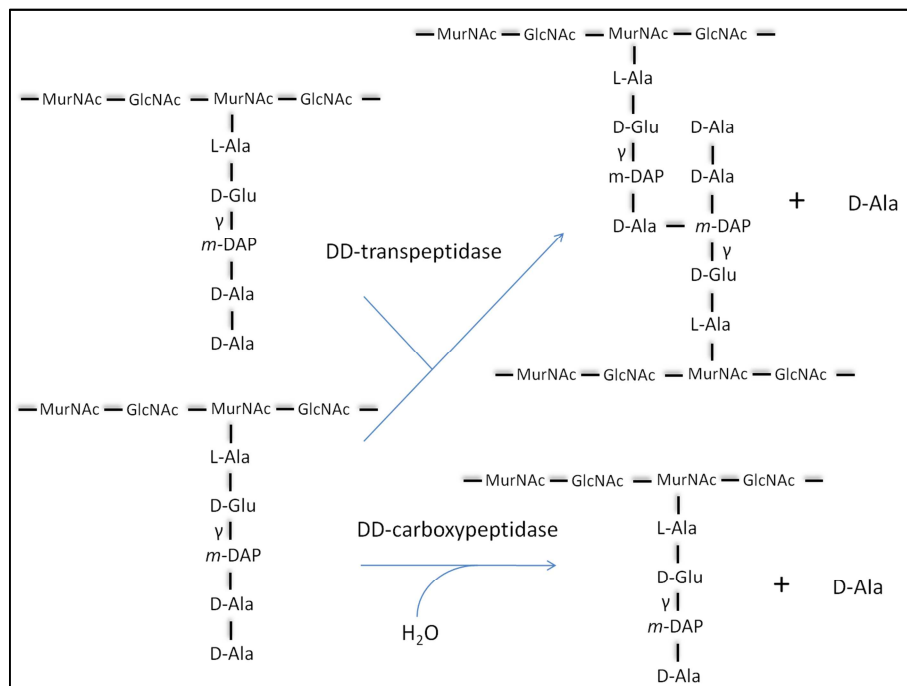 MurNAc GlcNAc MurNAc GlcNAc
L-Ala
D-Glu
γ
m-DAP
D-Ala
D-Ala
DD-transpeptidase
MurNAc GlcNAc MurNAc GlcNAc
L-Ala
D-Glu D-Ala
γ
m-DAP D-Ala
D-Ala m-DAP
γ
D-Glu
L-Ala
MurNAc GlcNAc MurNAc GlcNAc
+ D-Ala
MurNAc GlcNAc MurNAc GlcNAc
L-Ala
D-Glu
γ
m-DAP
D-Ala
D-Ala
DD-carboxypeptidase
H₂O
MurNAc GlcNAc MurNAc GlcNAc
L-Ala
D-Glu
γ
m-DAP
D-Ala
+ D-Ala